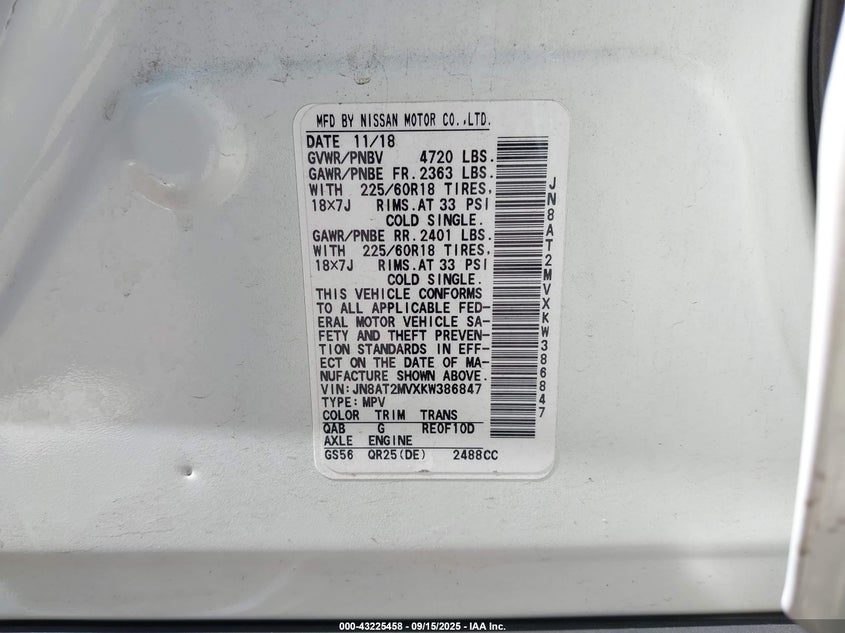 MFD BY NISSAN MOTOR CO.,LTD.
DATE 11/18
GVWR/PNBV 4720 LBS.
GAWR/PNBE FR. 2363 LBS.
WITH 225/60R18 TIRES,
18×7J RIMS.AT 33 PSI
COLD SINGLE.
GAWR/PNBE RR. 2401 LBS.
WITH 225/60R18 TIRES,
18×7J RIMS.AT 33 PSI
COLD SINGLE.
THIS VEHICLE CONFORMS
TO ALL APPLICABLE FED-
ERAL MOTOR VEHICLE SA-
FETY AND THEFT PREVEN-
TION STANDARDS IN EFF-
ECT ON THE DATE OF MA-
NUFACTURE SHOWN ABOVE.
VIN:JN8AT2MVXKW386847
TYPE:MPV
COLOR TRIM TRANS
QAB G RE0F10D
AXLE ENGINE
GS56 QR25(DE) 2488CC
JN8AT2MVXKW386847
000-43225458 - 09/15/2025 - IAA Inc.